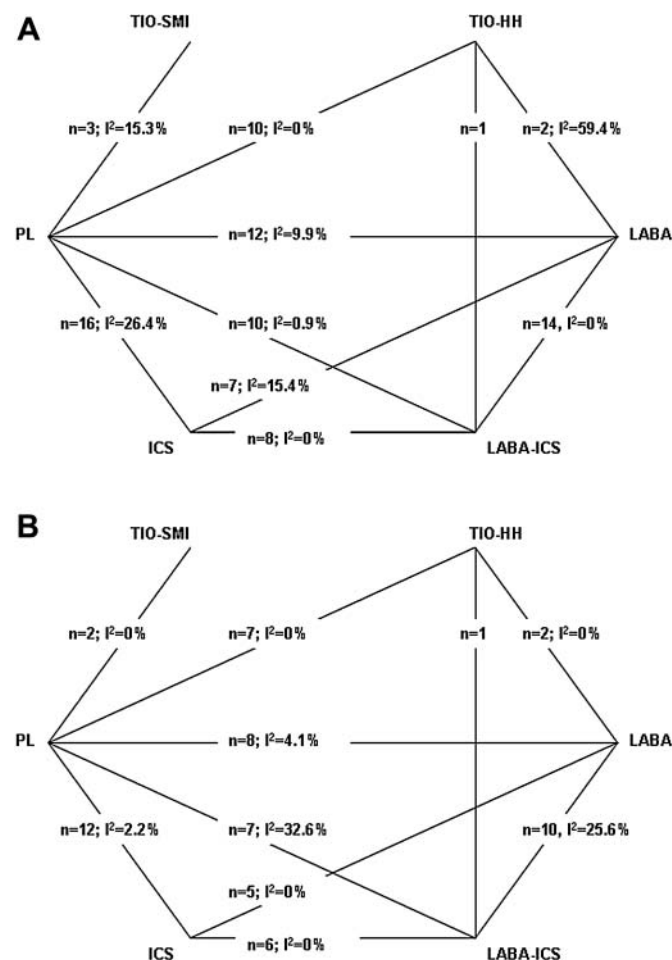 A
TIO-SMI TIO-HH
n=3; I²=15.3% n=10; I²=0% n=1 n=2; I²=59.4%
PL n=12; I²=9.9% LABA
n=16; I²=26.4% n=10; I²=0.9% n=14, I²=0%
n=7; I²=15.4%
ICS n=8; I²=0% LABA-ICS
B
TIO-SMI TIO-HH
n=2; I²=0% n=7; I²=0% n=1 n=2; I²=0%
PL n=8; I²=4.1% LABA
n=12; I²=2.2% n=7; I²=32.6% n=10, I²=25.6%
n=5; I²=0%
ICS n=6; I²=0% LABA-ICS